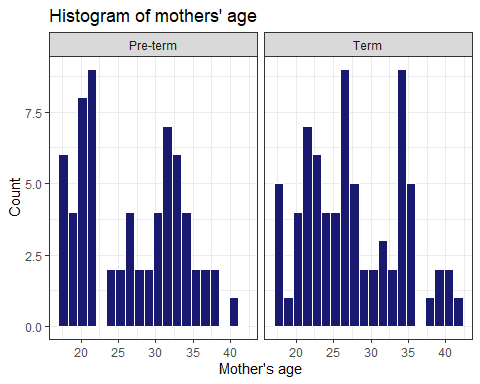 Histogram of mothers' age
Pre-term Term
7.5
5.0
2.5
0.0
Count
20 25 30 35 40 20 25 30 35 40
Mother's age